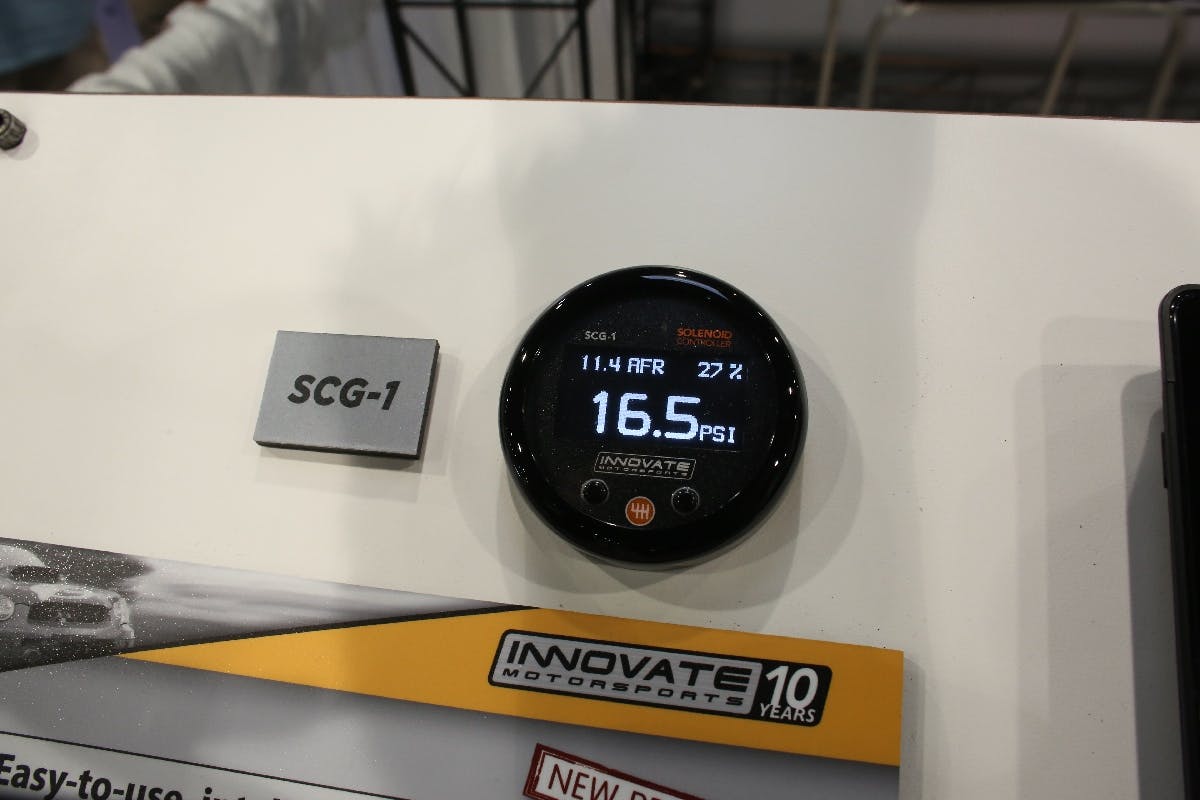 SCG-1
SCG-1
SOLENOID
CONTROLLER
11.4 AFR 27 %
16.5 PSI
INNOVATE
MOTORSPORTS
INNOVATE
MOTORSPORTS
10
YEARS
Easy-to-use
NEW